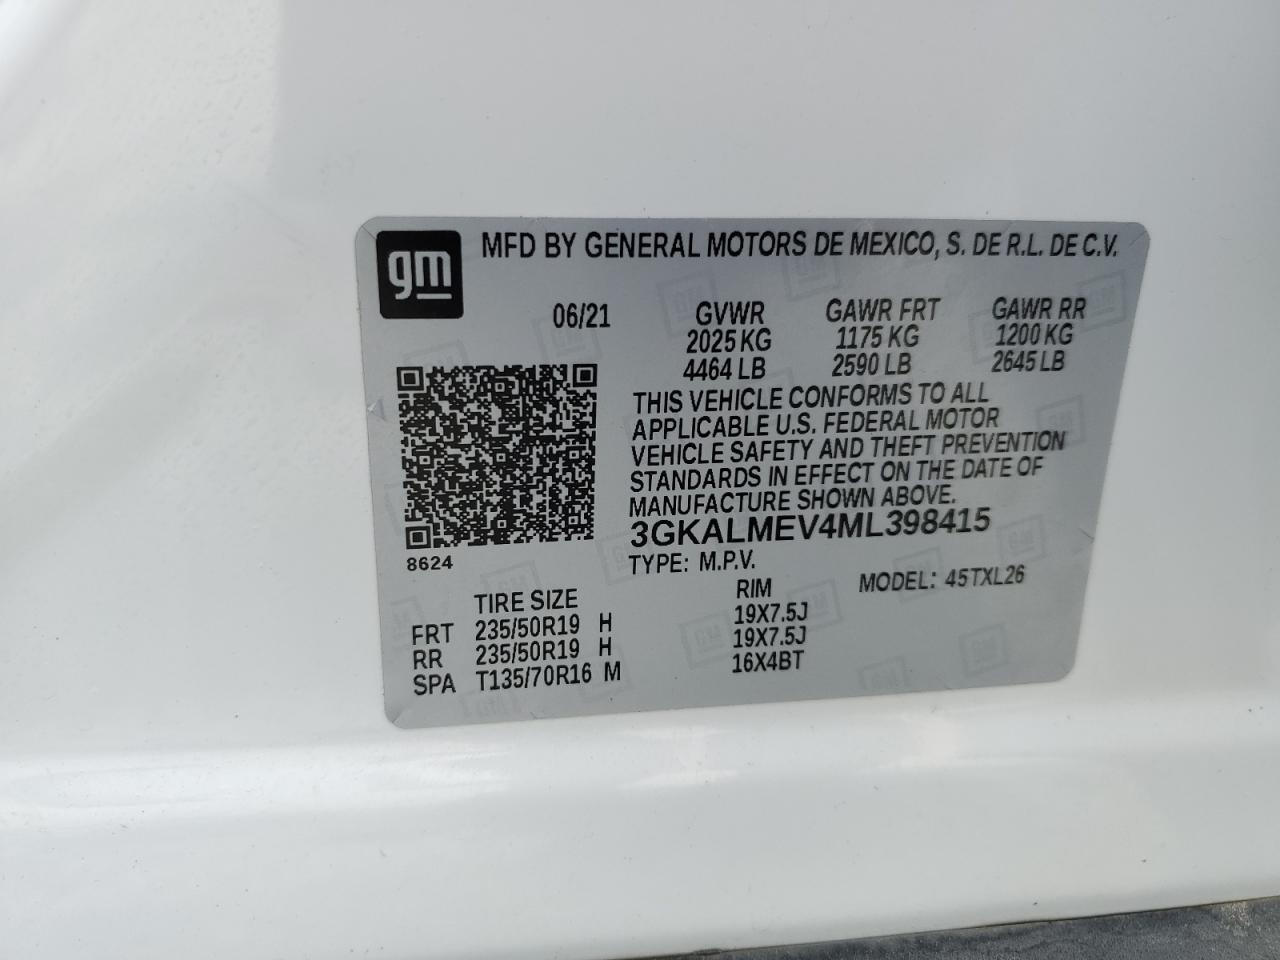 gm MFD BY GENERAL MOTORS DE MEXICO, S. DE R.L. DE C.V.
06/21 GVWR GAWR FRT GAWR RR
2025 KG 1175 KG 1200 KG
4464 LB 2590 LB 2645 LB
THIS VEHICLE CONFORMS TO ALL
APPLICABLE U.S. FEDERAL MOTOR
VEHICLE SAFETY AND THEFT PREVENTION
STANDARDS IN EFFECT ON THE DATE OF
MANUFACTURE SHOWN ABOVE.
3GKALMEV4ML398415
8624
TYPE: M.P.V. MODEL: 45TXL26
TIRE SIZE RIM
FRT 235/50R19 H 19X7.5J
RR 235/50R19 H 19X7.5J
SPA T135/70R16 M 16X4BT